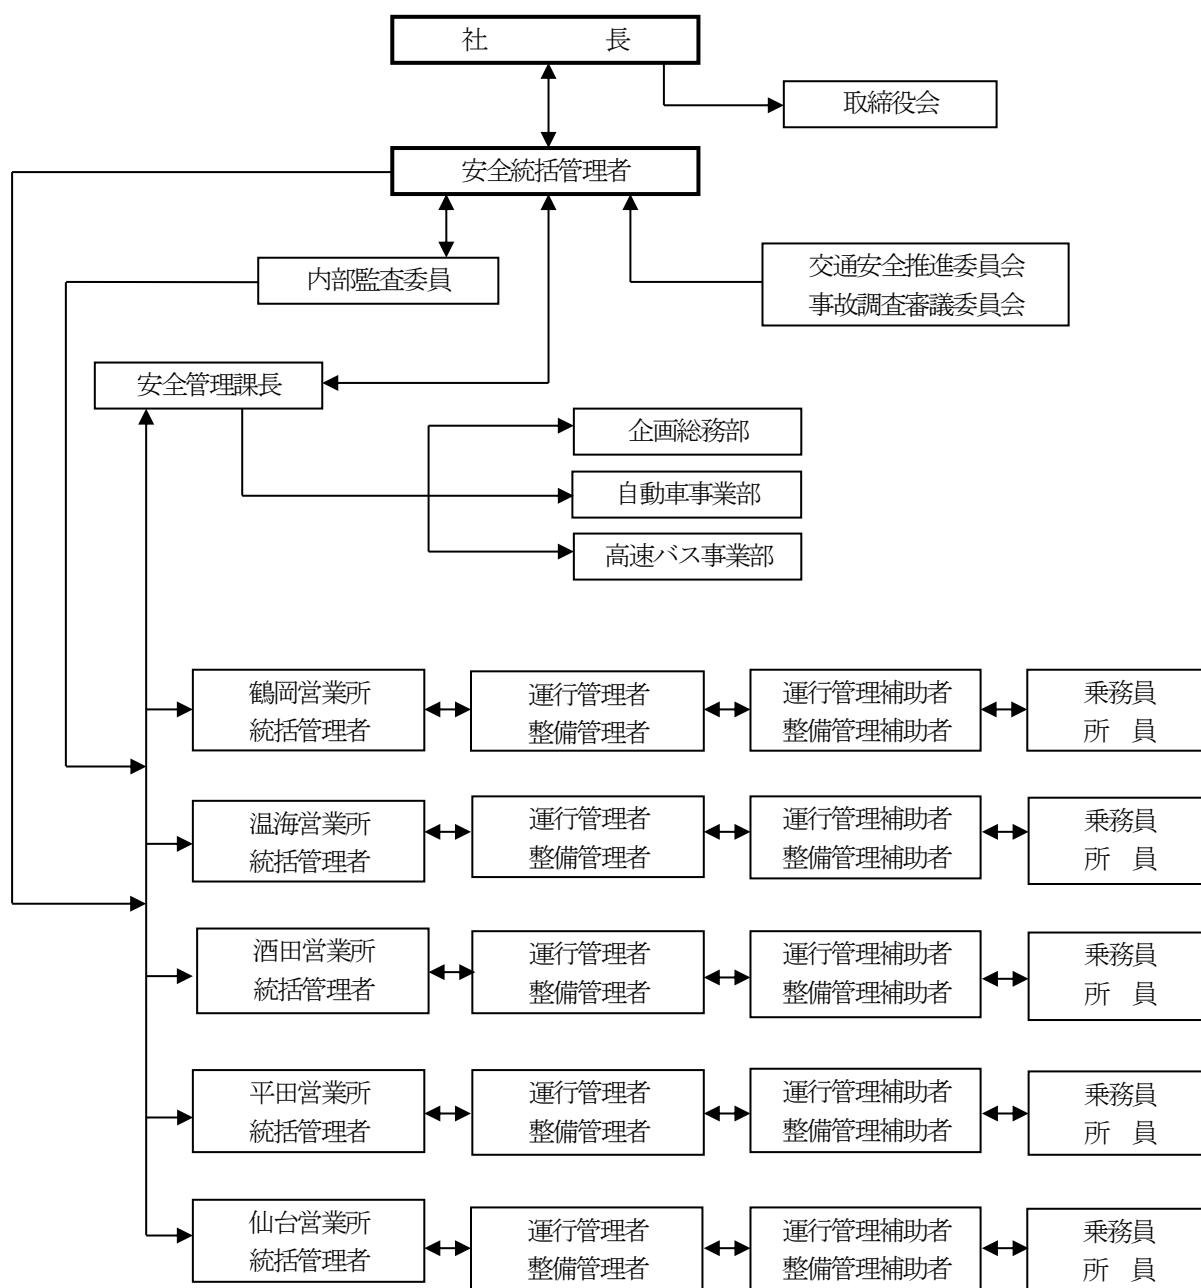 社　　　長
取締役会
安全統括管理者
交通安全推進委員会
事故調査審議委員会
内部監査委員
安全管理課長
企画総務部
自動車事業部
高速バス事業部
鶴岡営業所
統括管理者
運行管理者
整備管理者
運行管理補助者
整備管理補助者
乗務員
所　員
温海営業所
統括管理者
運行管理者
整備管理者
運行管理補助者
整備管理補助者
乗務員
所　員
酒田営業所
統括管理者
運行管理者
整備管理者
運行管理補助者
整備管理補助者
乗務員
所　員
平田営業所
統括管理者
運行管理者
整備管理者
運行管理補助者
整備管理補助者
乗務員
所　員
仙台営業所
統括管理者
運行管理者
整備管理者
運行管理補助者
整備管理補助者
乗務員
所　員